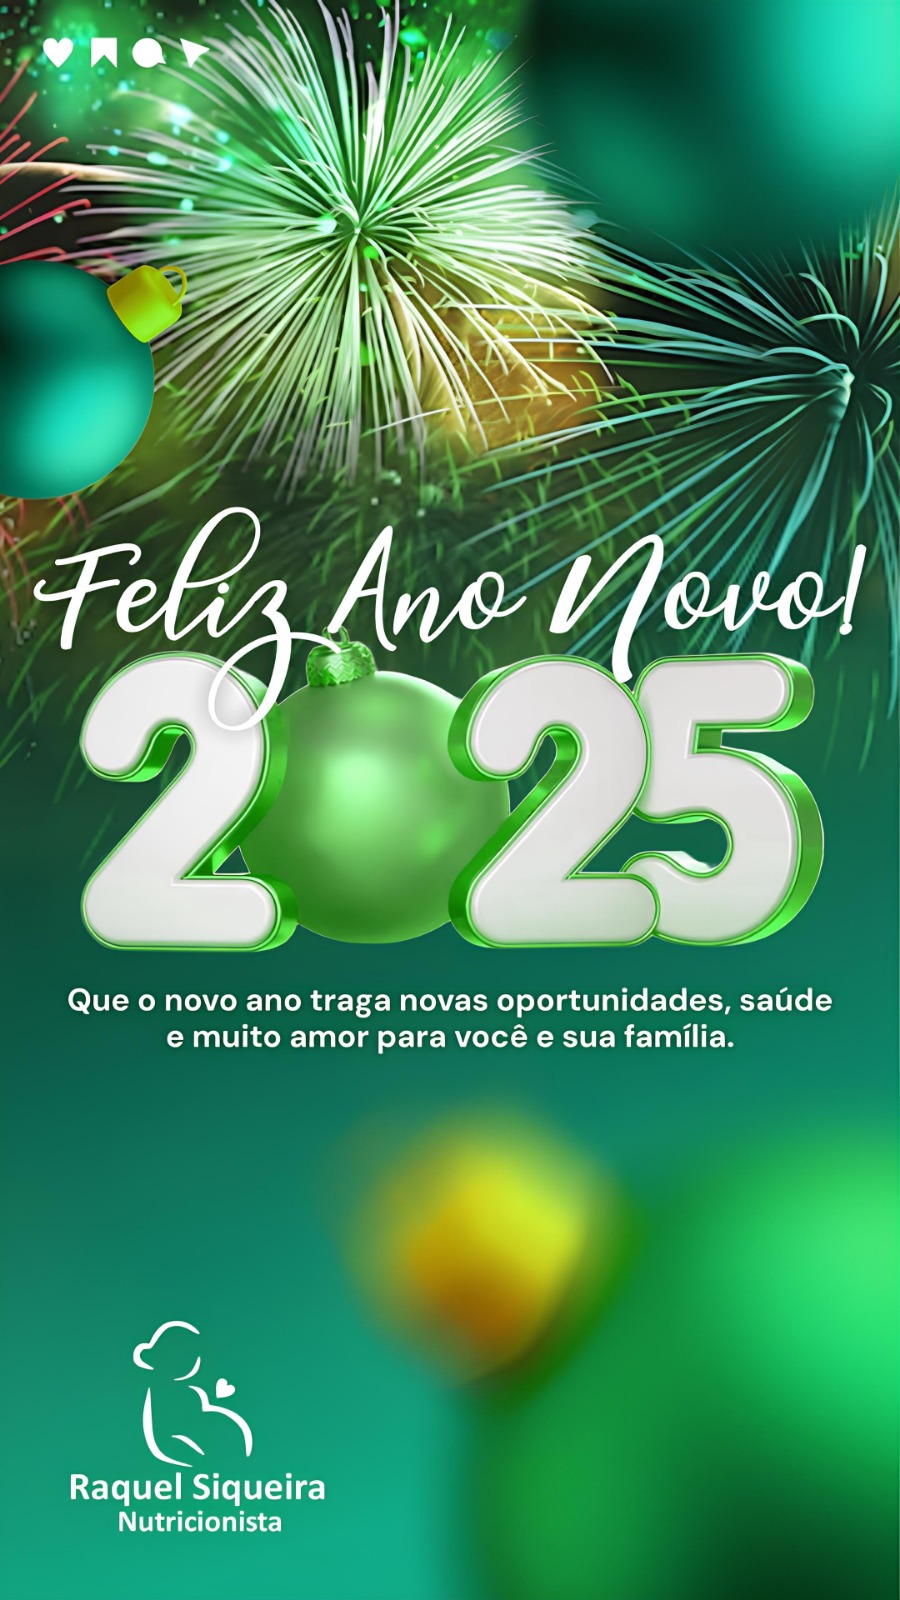 Feliz Ano Novo!
2025
Que o novo ano traga novas oportunidades, saúde
e muito amor para você e sua família.
Raquel Siqueira
Nutricionista